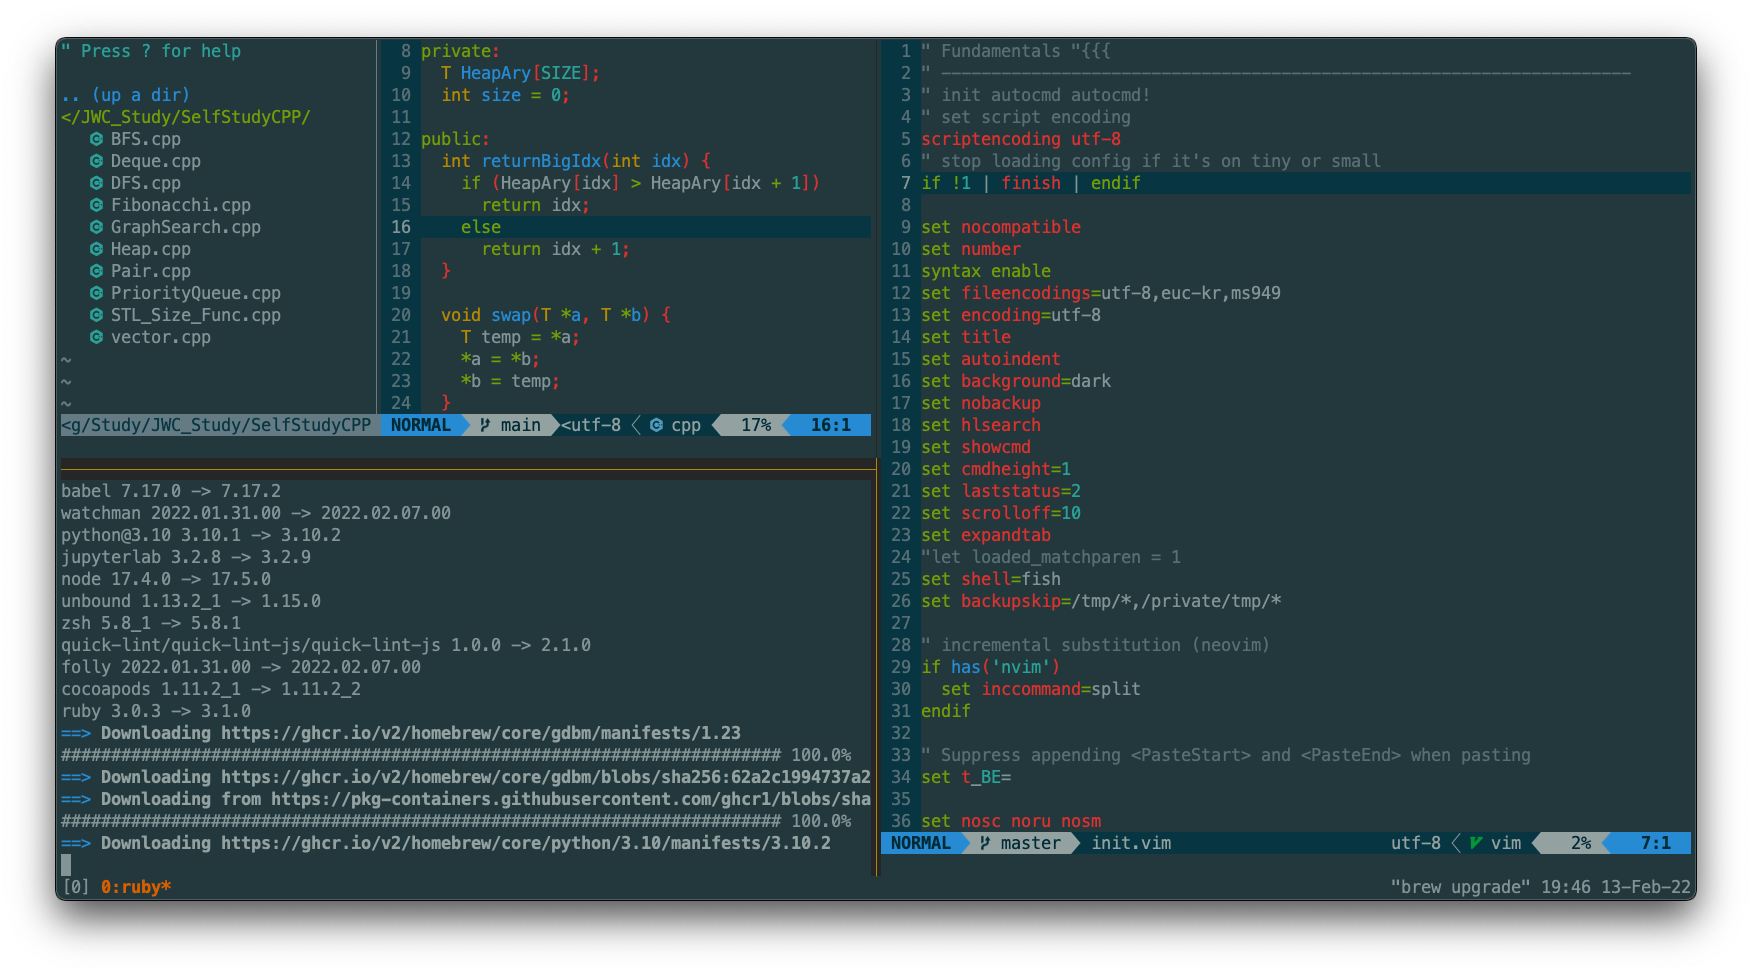 " Press ? for help
.. (up a dir)
</JWC_Study/SelfStudyCPP/
BFS.cpp
Deque.cpp
DFS.cpp
Fibonacchi.cpp
GraphSearch.cpp
Heap.cpp
Pair.cpp
PriorityQueue.cpp
STL_Size_Func.cpp
vector.cpp
~
~
~
<g/Study/JWC_Study/SelfStudyCPP
8 private:
9 T HeapAry[SIZE];
10 int size = 0;
11
12 public:
13 int returnBigIdx(int idx) {
14 if (HeapAry[idx] > HeapAry[idx + 1])
15 return idx;
16 else
17 return idx + 1;
18 }
19
20 void swap(T *a, T *b) {
21 T temp = *a;
22 *a = *b;
23 *b = temp;
24 }
NORMAL main <utf-8 cpp 17% 16:1
babel 7.17.0 -> 7.17.2
watchman 2022.01.31.00 -> 2022.02.07.00
python@3.10 3.10.1 -> 3.10.2
jupyterlab 3.2.8 -> 3.2.9
node 17.4.0 -> 17.5.0
unbound 1.13.2_1 -> 1.15.0
zsh 5.8_1 -> 5.8.1
quick-lint/quick-lint-js/quick-lint-js 1.0.0 -> 2.1.0
folly 2022.01.31.00 -> 2022.02.07.00
cocoapods 1.11.2_1 -> 1.11.2_2
ruby 3.0.3 -> 3.1.0
==> Downloading https://ghcr.io/v2/homebrew/core/gdbm/manifests/1.23
######################################################################## 100.0%
==> Downloading https://ghcr.io/v2/homebrew/core/gdbm/blobs/sha256:62a2c1994737a2
==> Downloading from https://pkg-containers.githubusercontent.com/ghcr1/blobs/sha
######################################################################## 100.0%
==> Downloading https://ghcr.io/v2/homebrew/core/python/3.10/manifests/3.10.2
1 " Fundamentals "{{{
2 " ---------------------------------------------------------------------
3 " init autocmd autocmd!
4 " set script encoding
5 scriptencoding utf-8
6 " stop loading config if it's on tiny or small
7 if !1 | finish | endif
8
9 set nocompatible
10 set number
11 syntax enable
12 set fileencodings=utf-8,euc-kr,ms949
13 set encoding=utf-8
14 set title
15 set autoindent
16 set background=dark
17 set nobackup
18 set hlsearch
19 set showcmd
20 set cmdheight=1
21 set laststatus=2
22 set scrolloff=10
23 set expandtab
24 "let loaded_matchparen = 1
25 set shell=fish
26 set backupskip=/tmp/*,/private/tmp/*
27
28 " incremental substitution (neovim)
29 if has('nvim')
30 set inccommand=split
31 endif
32
33 " Suppress appending <PasteStart> and <PasteEnd> when pasting
34 set t_BE=
35
36 set nosc noru nosm
NORMAL master init.vim utf-8 vim 2% 7:1
[0] 0:ruby* "brew upgrade" 19:46 13-Feb-22